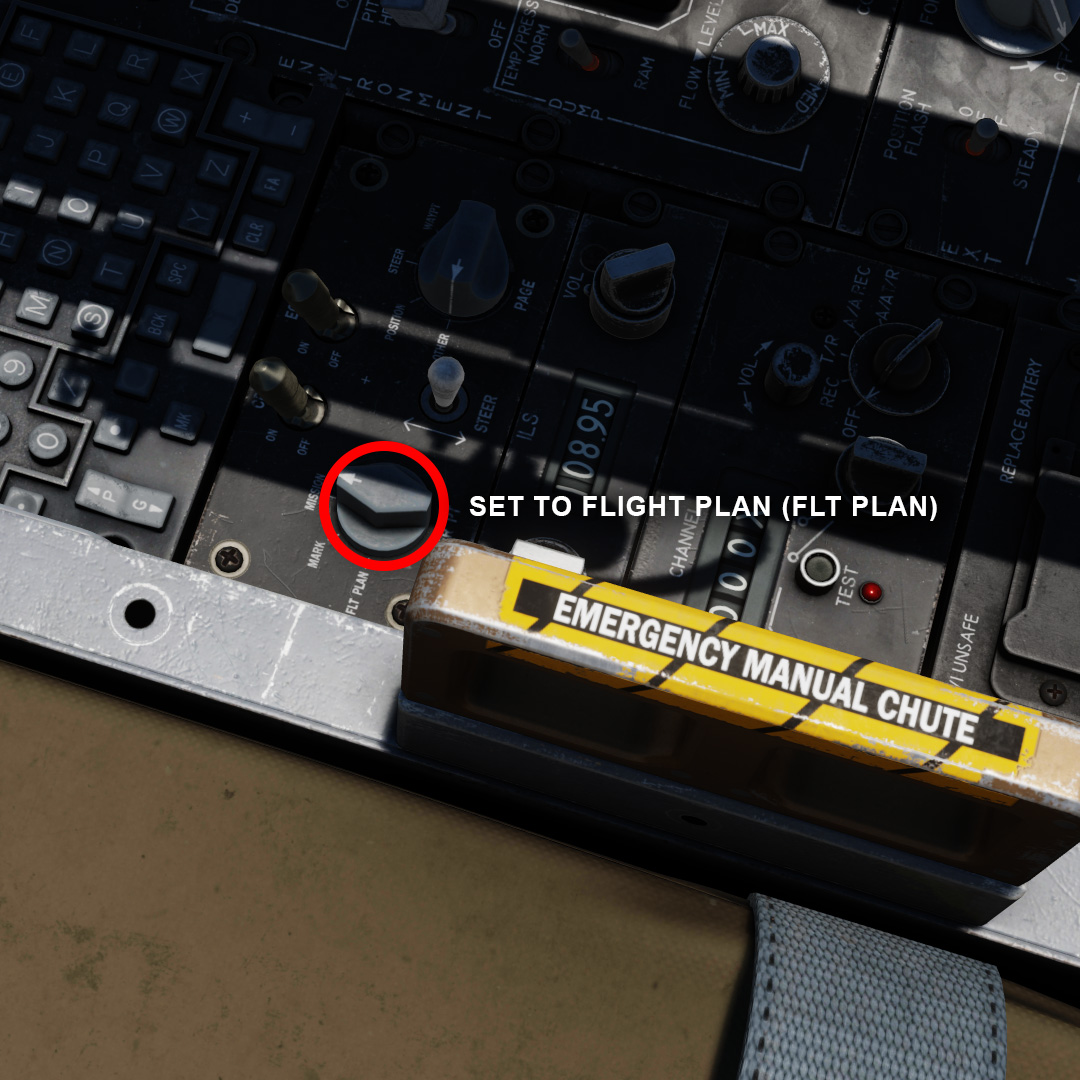 OFF
TEMP/PRESS
NORM
RAM
DUMP
ENVIRONMENT
FLOW
LEVEL
MAX
MIN
MED
POSITION
FLASH
STEADY
OFF
EXT
F
L
R
X
E
K
Q
W
+
-
J
P
V
Z
FA
I
O
U
Y
CLR
H
N
T
SPC
M
S
BCK
9
/
MK
O
•
P
G
STEER
POSITION
PAGE
ON
OFF
ON
OFF
STEER
MISSION
MARK
FLT PLAN
VOL
ILS
108.95
VOL
A/A REC
A/A T/R
T/R
REC
OFF
CHANNEL
TEST
REPLACE BATTERY
UNSAFE
SET TO FLIGHT PLAN (FLT PLAN)
EMERGENCY MANUAL CHUTE